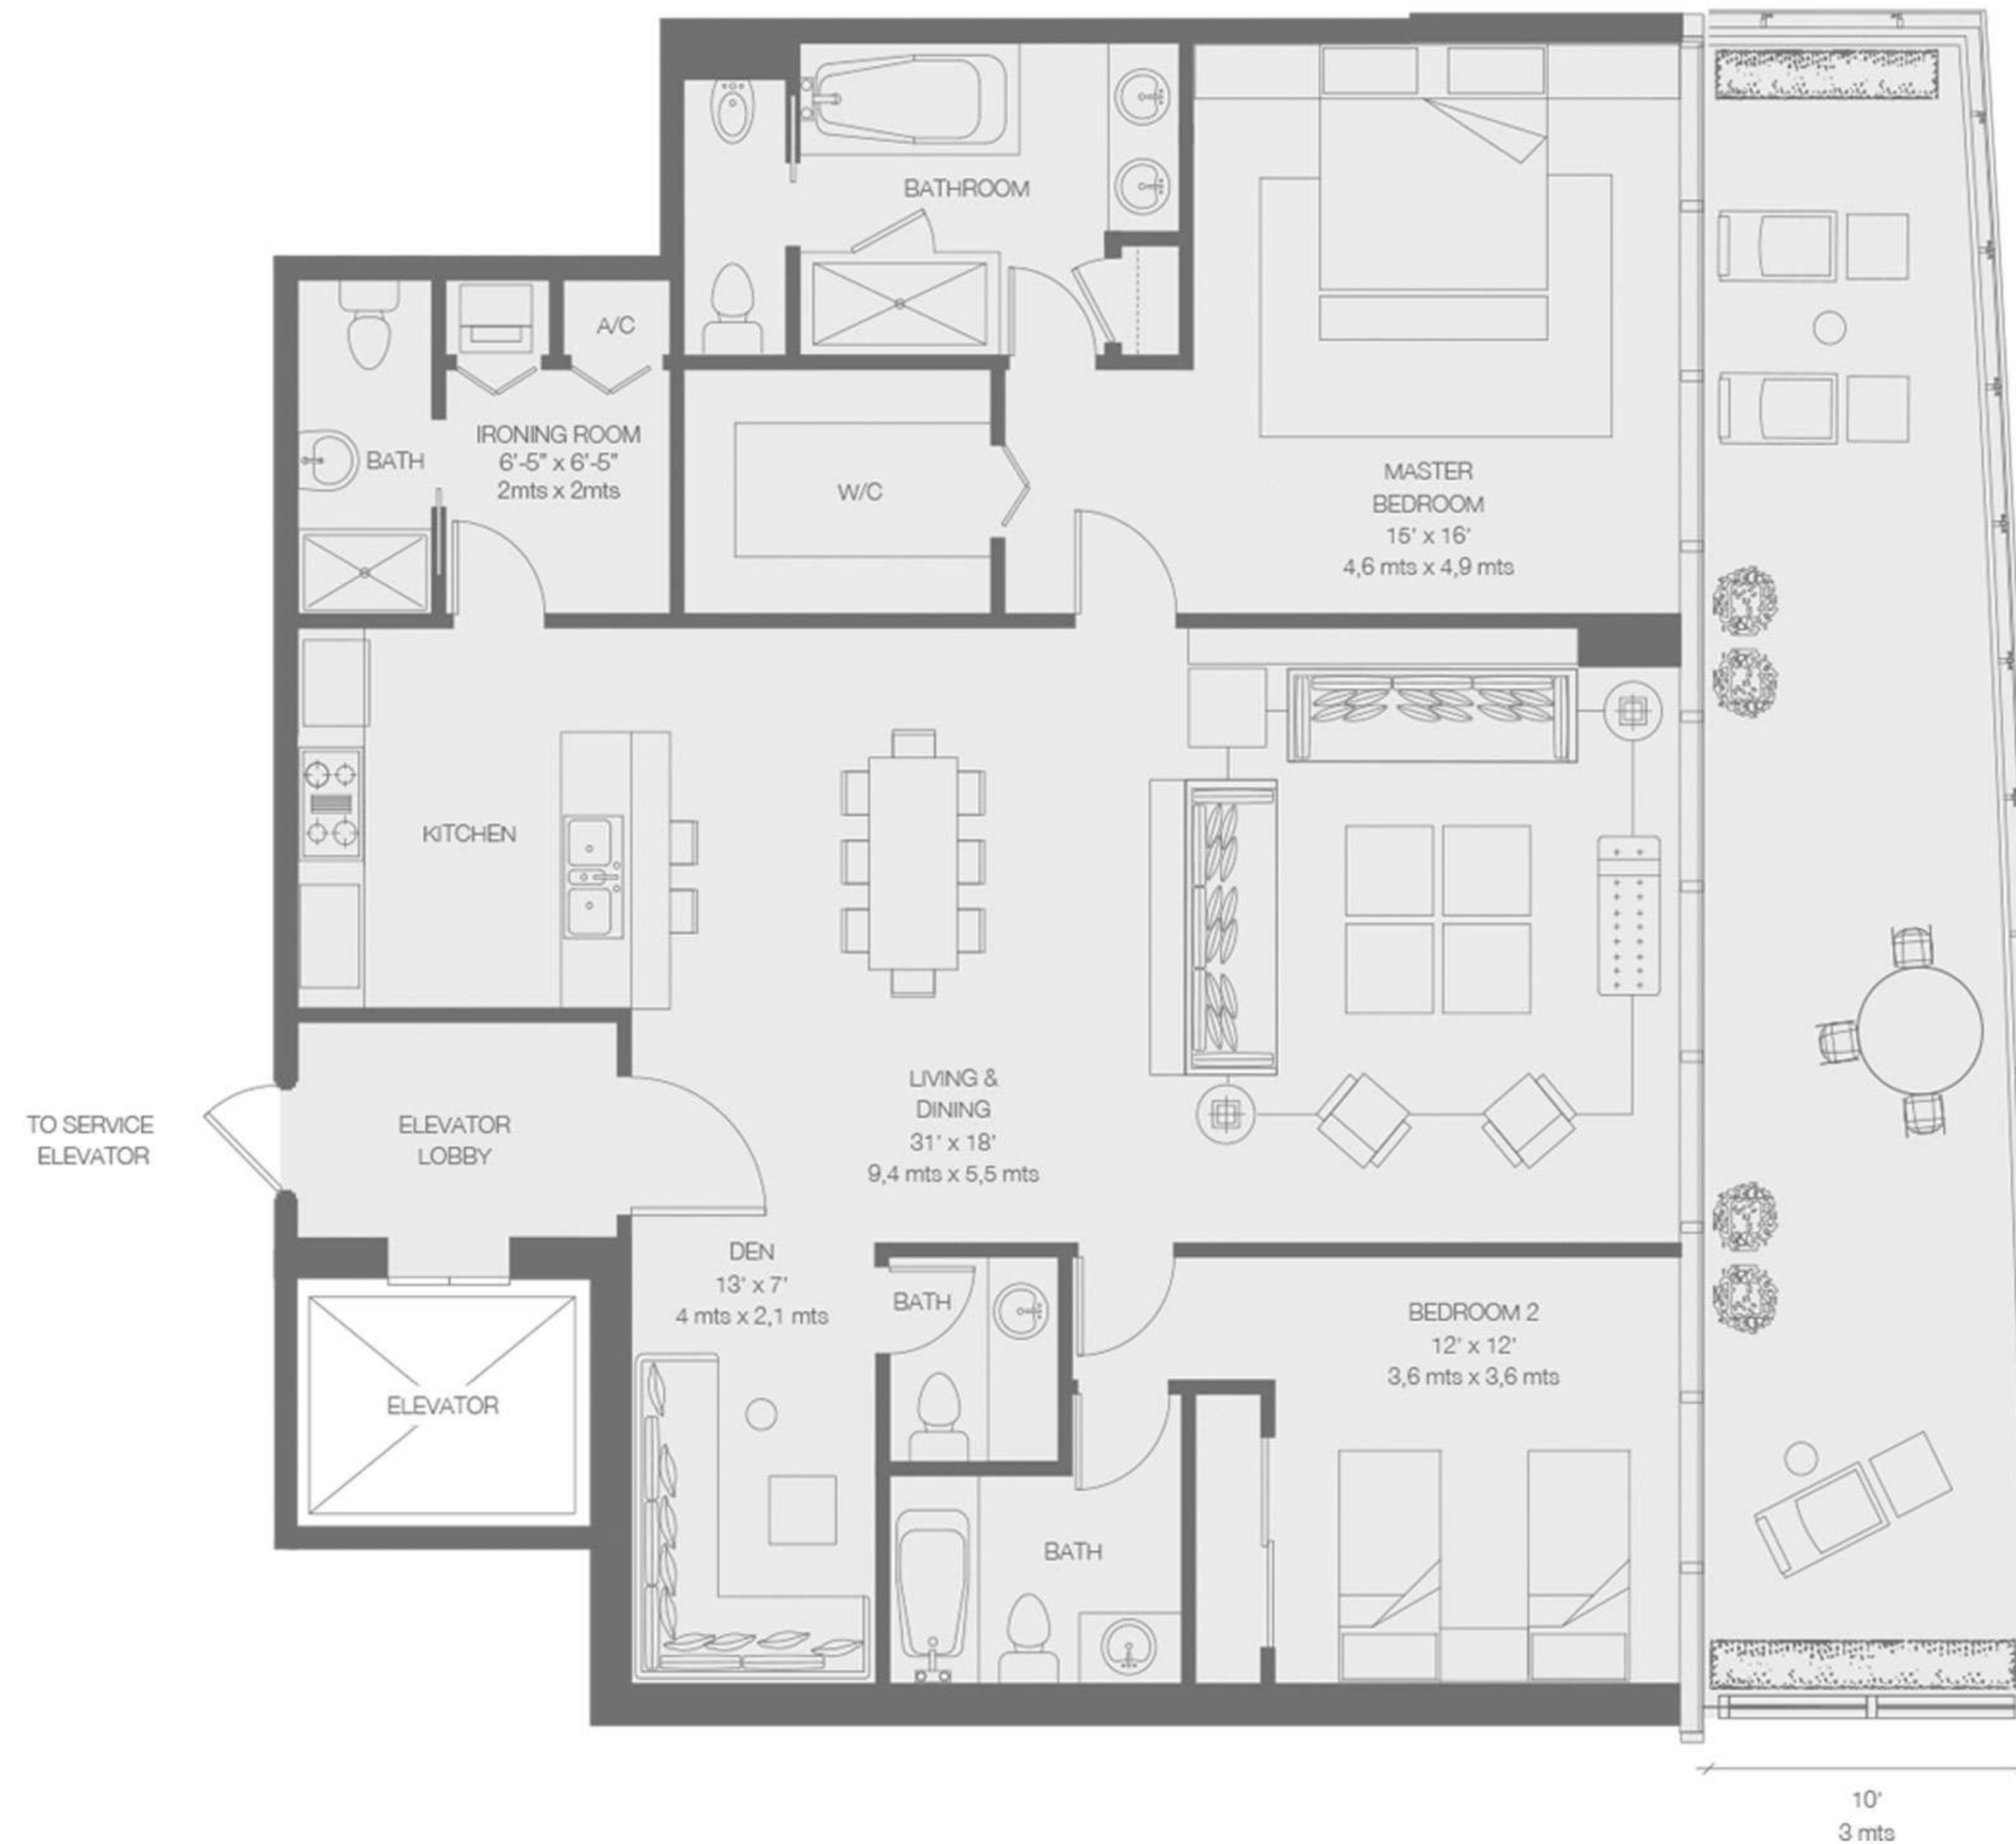 BATHROOM
A/C
IRONING ROOM
6'-5" x 6'-5"
2mts x 2mts
BATH
W/C
MASTER
BEDROOM
15' x 16'
4,6 mts x 4,9 mts
KITCHEN
LIVING &
DINING
31' x 18'
9,4 mts x 5,5 mts
TO SERVICE
ELEVATOR
ELEVATOR
LOBBY
DEN
13' x 7'
4 mts x 2,1 mts
BATH
BEDROOM 2
12' x 12'
3,6 mts x 3,6 mts
ELEVATOR
BATH
10'
3 mts